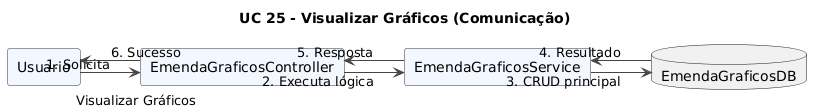 UC 25 - Visualizar Gráficos (Comunicação)
6. Sucesso
5. Resposta
4. Resultado
Usuário
1. Solicita
EmendaGraficosController
EmendaGraficosService
EmendaGraficosDB
2. Executa lógica
3. CRUD principal
Visualizar Gráficos